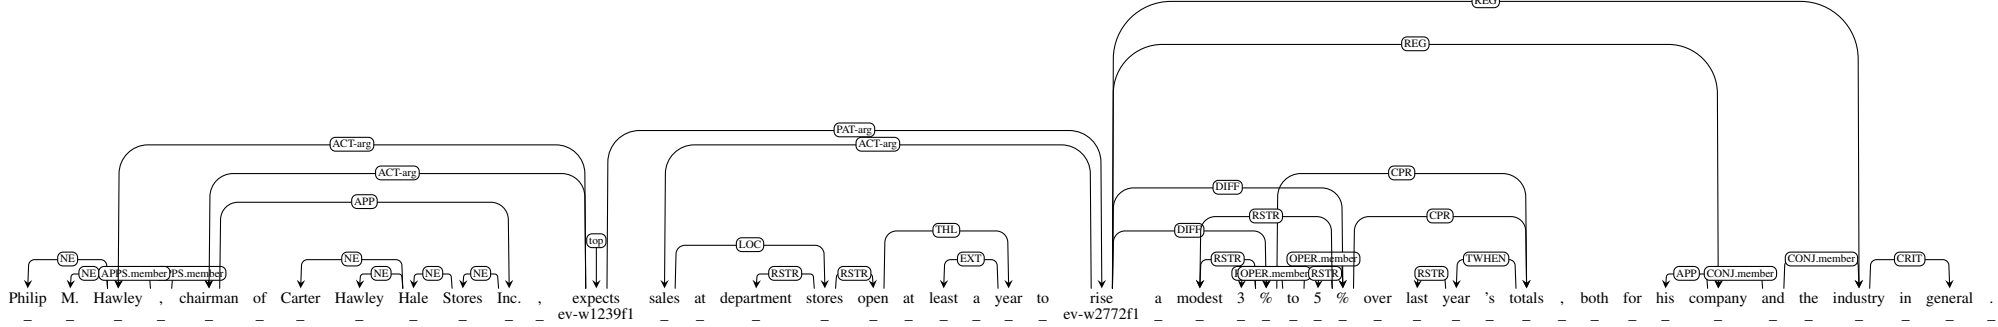 REG
REG
PAT-arg
ACT-arg ACT-arg
ACT-arg CPR
DIFF
APP RSTR CPR
THL DIFF
top
LOC
NE NE EXT RSTR OPER.member RSTR TWHEN CONJ.member CRIT
NE APPS.member PS.member NE NE NE RSTR RSTR OPER.member RSTR RSTR APP CONJ.member
Philip M. Hawley , chairman of Carter Hawley Hale Stores Inc. , expects sales at department stores open at least a year to rise a modest 3 % to 5 % over last year 's totals , both for his company and the industry in general .
_ _ _ _ _ _ _ _ _ _ _ _ ev-w1239f1 _ _ _ _ _ _ _ _ _ _ ev-w2772f1 _ _ _ _ _ _ _ _ _ _ _ _ _ _ _ _ _ _ _ _ _ _ _